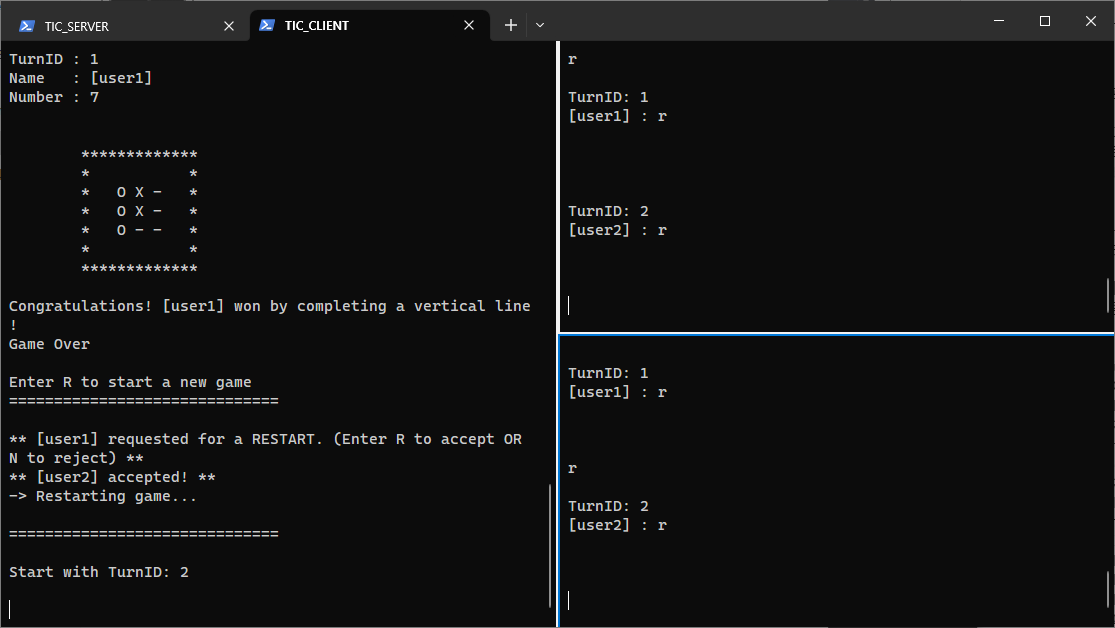 TIC_SERVER
TIC_CLIENT
TurnID : 1
Name   : [user1]
Number : 7
*************
*           *
*   O X -   *
*   O X -   *
*   O - -   *
*           *
*************
Congratulations! [user1] won by completing a vertical line
!
Game Over
Enter R to start a new game
==============================
** [user1] requested for a RESTART. (Enter R to accept OR
N to reject) **
** [user2] accepted! **
-> Restarting game...
==============================
Start with TurnID: 2
r
TurnID: 1
[user1] : r
TurnID: 2
[user2] : r
TurnID: 1
[user1] : r
r
TurnID: 2
[user2] : r